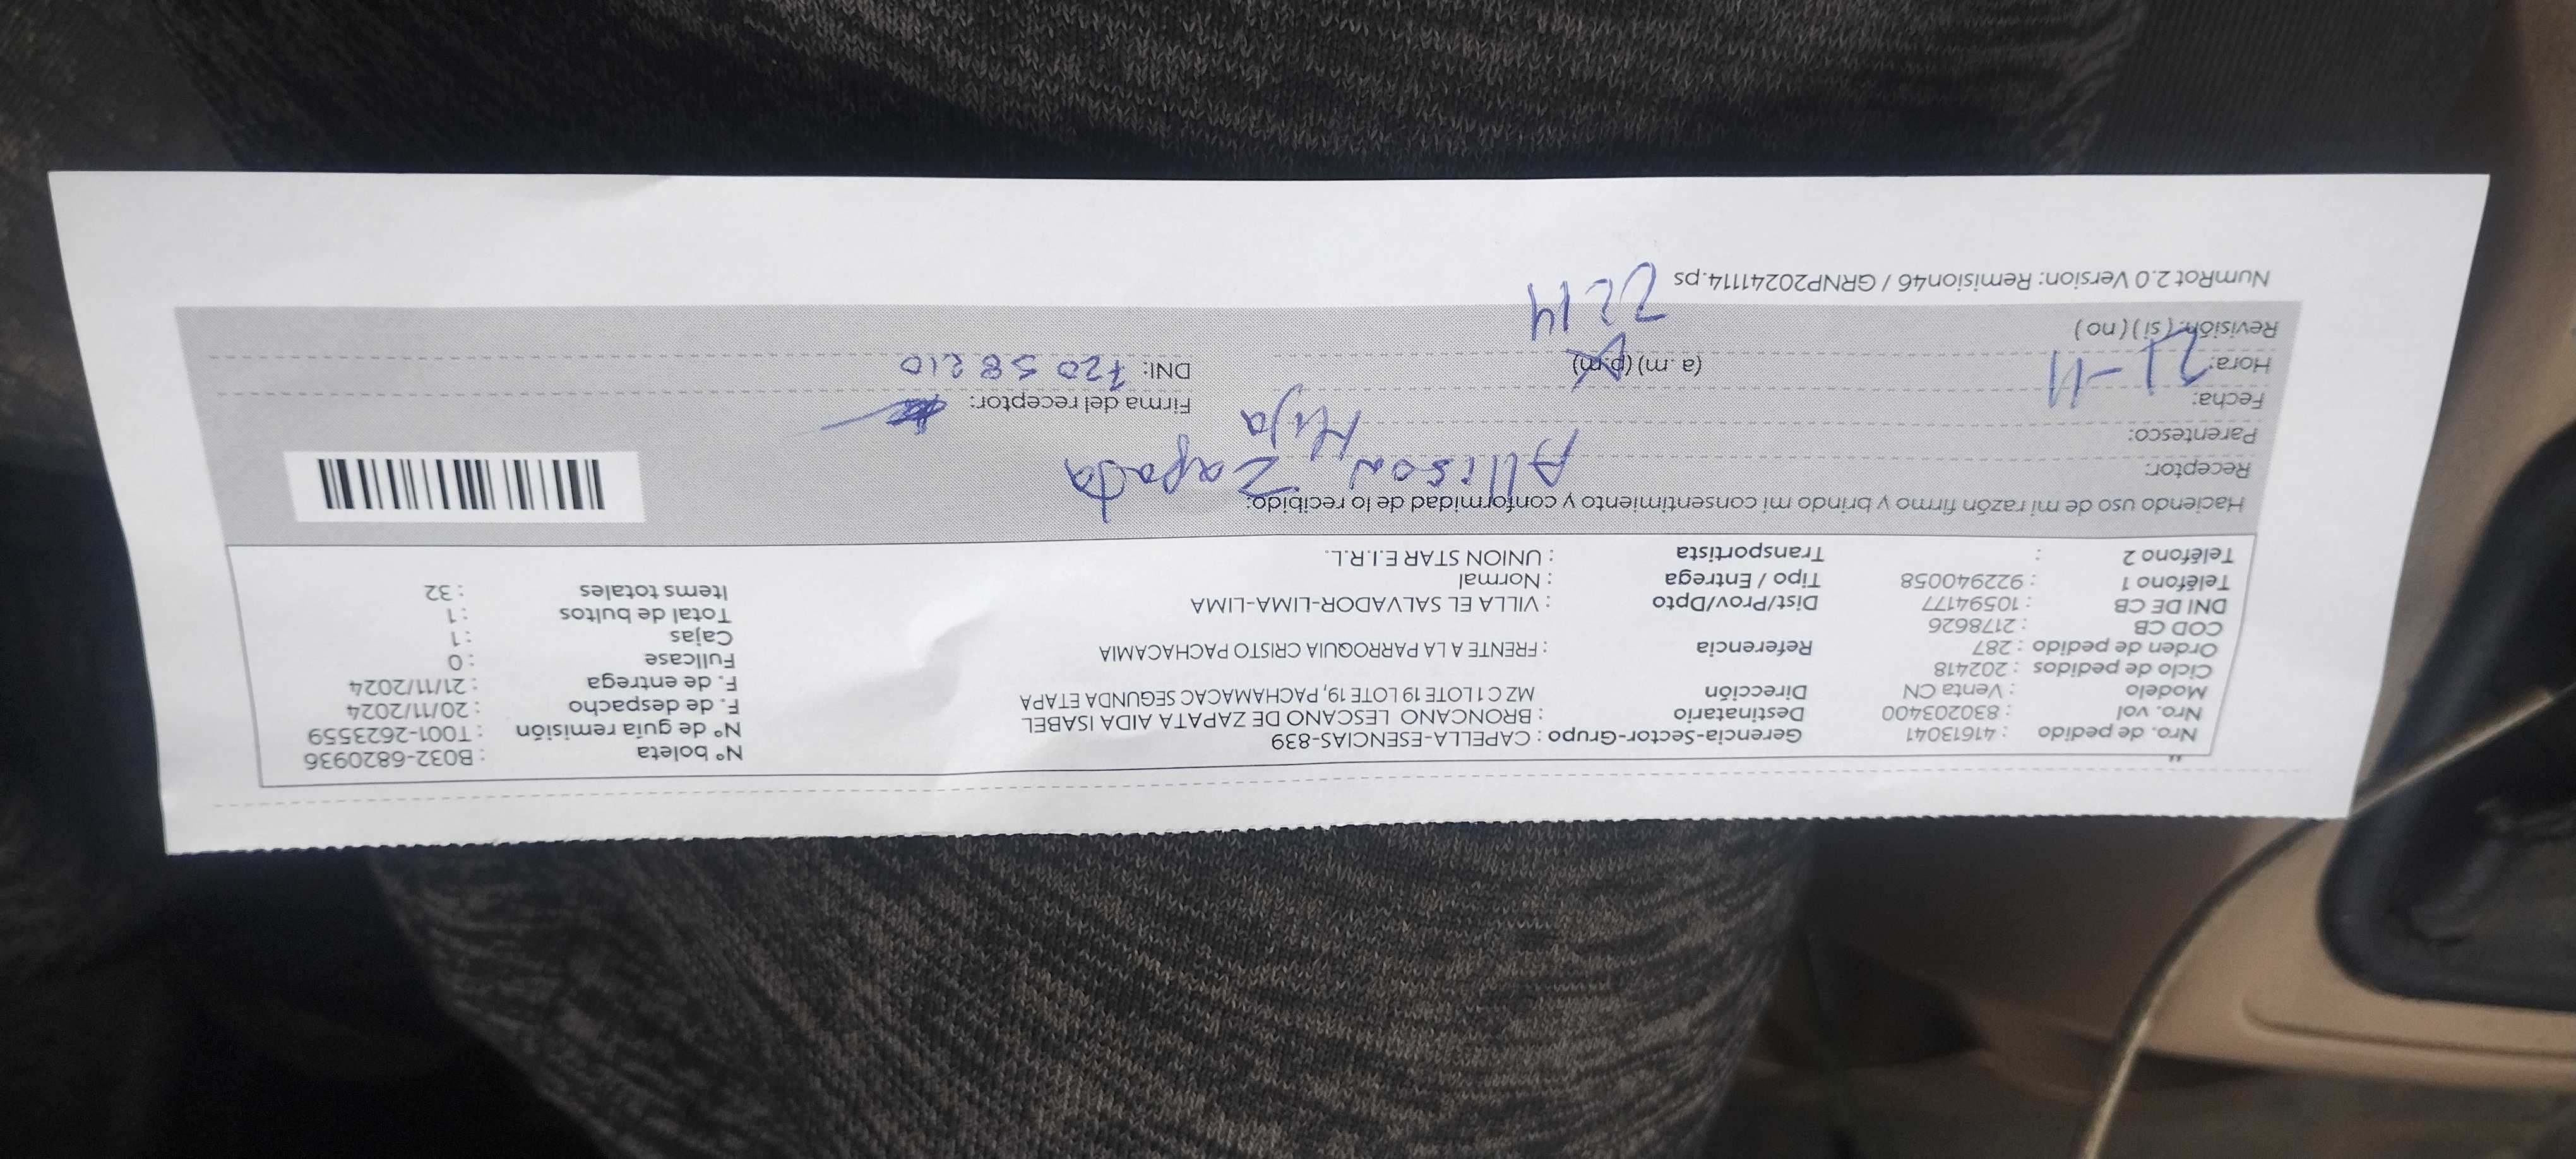 Nro. de pedido : 41613041 Gerencia-Sector-Grupo : CAPELLA-ESENCIAS-839 N° boleta : B032-6820936
Nro. vol : 830203400 Destinatario : BRONCANO LESCANO DE ZAPATA AIDA ISABEL N° de guía remisión : T001-2623559
Modelo : Venta CN Dirección MZ C 1 LOTE 19 LOTE 19, PACHAMACAC SEGUNDA ETAPA F. de despacho : 20/11/2024
Ciclo de pedidos : 202418 F. de entrega : 21/11/2024
Orden de pedido : 287 Referencia : FRENTE A LA PARROQUIA CRISTO PACHACAMIA Fullcase : 0
COD CB : 2178626 Cajas : 1
DNI DE CB : 10594177 Dist/Prov/Dpto : VILLA EL SALVADOR-LIMA-LIMA Total de bultos : 1
Teléfono 1 : 922940058 Tipo / Entrega : Normal Items totales : 32
Teléfono 2 : Transportista : UNION STAR E.I.R.L.
Haciendo uso de mi razón firmo y brindo mi consentimiento y conformidad de lo recibido:
Receptor: Allison Zapata
Parentesco: Hija
Fecha: 21-11 Firma del receptor:
Hora: (a. m) (p.m) DNI: 72058210
Revisión: (si) (no)
2214
NumRot 2.0 Version: Remision46 / GRNP20241114.ps